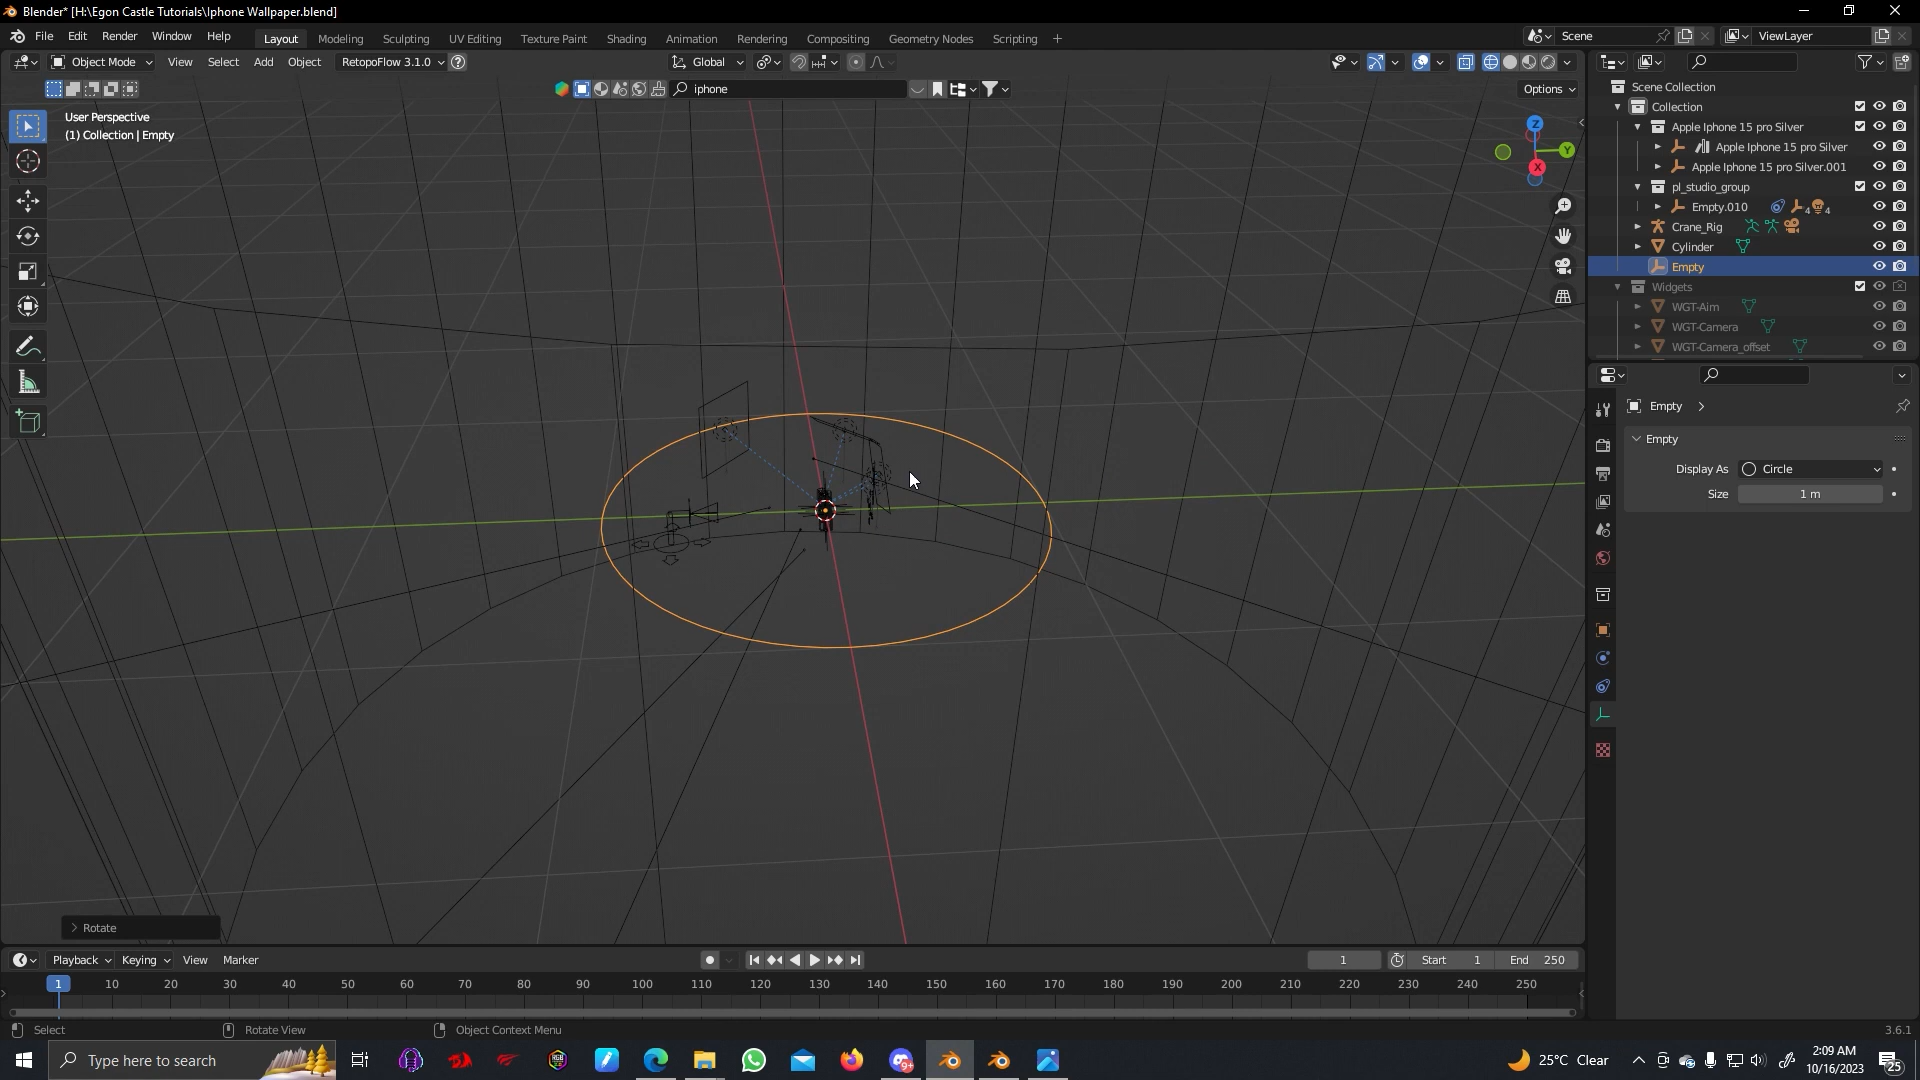 Blender* [H:\Egon Castle Tutorials\Iphone Wallpaper.blend]
File Edit Render Window Help Layout Modeling Sculpting UV Editing Texture Paint Shading Animation Rendering Compositing Geometry Nodes Scripting + Scene ViewLayer
Object Mode View Select Add Object RetopoFlow 3.1.0 Global
iphone Options
User Perspective
(1) Collection | Empty
Z
Y
X
Scene Collection
Collection
Apple Iphone 15 pro Silver
Apple Iphone 15 pro Silver
Apple Iphone 15 pro Silver.001
pl_studio_group
Empty.010 4 4
Crane_Rig
Cylinder
Empty
Widgets
WGT-Aim
WGT-Camera
WGT-Camera_offset
Empty
Empty
Display As Circle
Size 1 m
Rotate
Playback Keying View Marker 1 Start 1 End 250
1 10 20 30 40 50 60 70 80 90 100 110 120 130 140 150 160 170 180 190 200 210 220 230 240 250
Select Rotate View Object Context Menu 3.6.1
Type here to search 9+ 25°C Clear 2:09 AM
10/16/2023 25